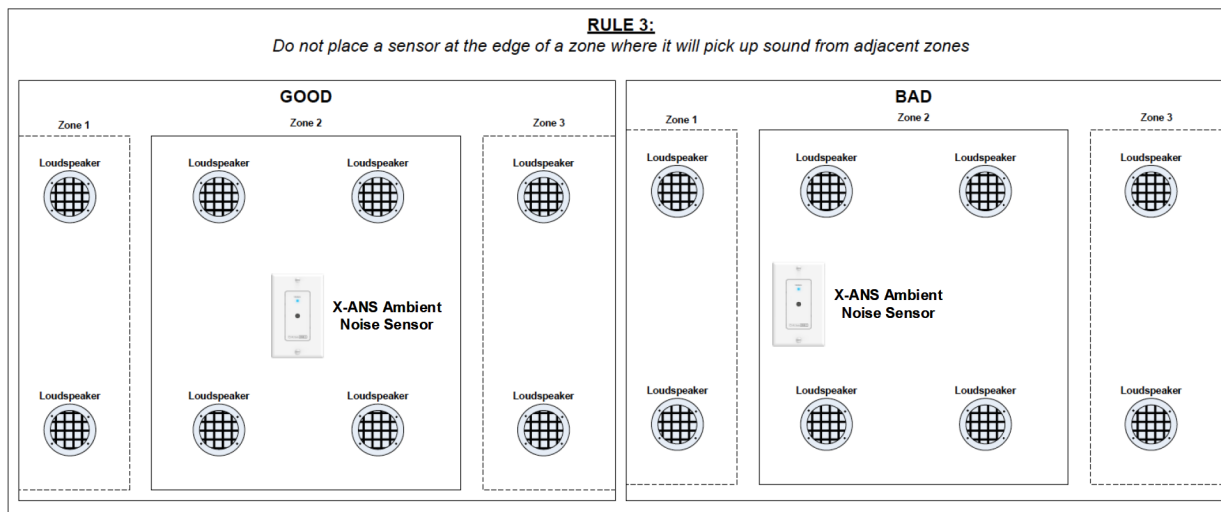 RULE 3:
Do not place a sensor at the edge of a zone where it will pick up sound from adjacent zones
GOOD
Zone 1
Zone 2
Zone 3
Loudspeaker
Loudspeaker
Loudspeaker
Loudspeaker
X-ANS Ambient
Noise Sensor
Loudspeaker
Loudspeaker
Loudspeaker
Loudspeaker
BAD
Zone 1
Zone 2
Zone 3
Loudspeaker
Loudspeaker
Loudspeaker
Loudspeaker
X-ANS Ambient
Noise Sensor
Loudspeaker
Loudspeaker
Loudspeaker
Loudspeaker